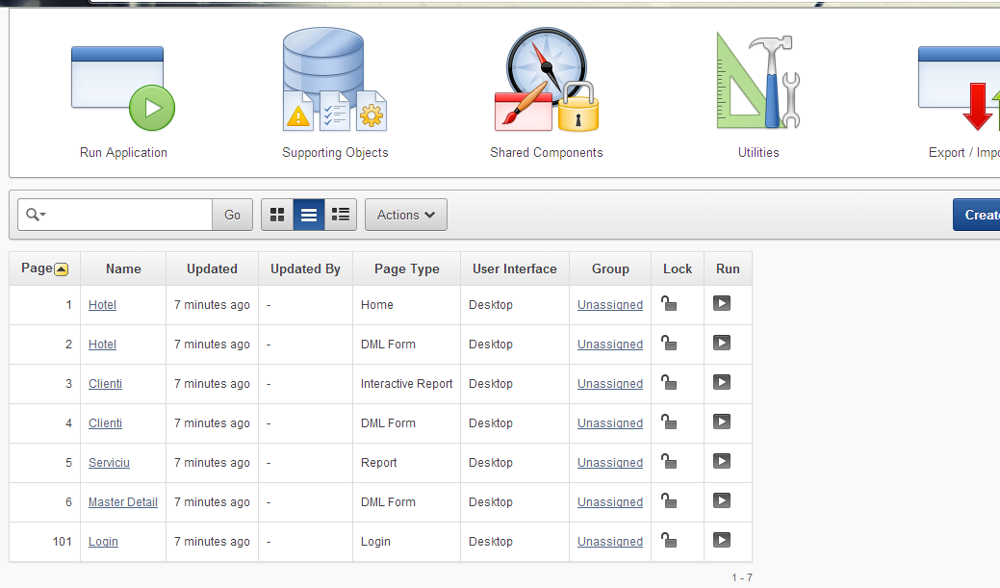 Run Application Supporting Objects Shared Components Utilities Export / Impo
Go Actions Create
Page Name Updated Updated By Page Type User Interface Group Lock Run
1 Hotel 7 minutes ago - Home Desktop Unassigned
2 Hotel 7 minutes ago - DML Form Desktop Unassigned
3 Clienti 7 minutes ago - Interactive Report Desktop Unassigned
4 Clienti 7 minutes ago - DML Form Desktop Unassigned
5 Serviciu 7 minutes ago - Report Desktop Unassigned
6 Master Detail 7 minutes ago - DML Form Desktop Unassigned
101 Login 7 minutes ago - Login Desktop Unassigned
1 - 7